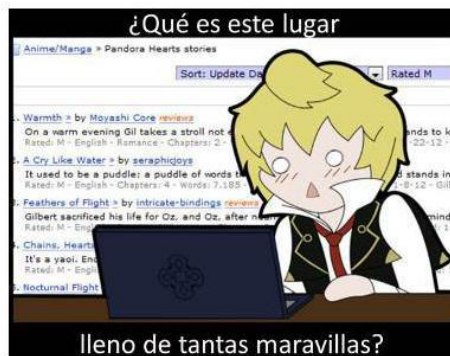 ¿Qué es este lugar
Anime/Manga » Pandora Hearts stories
Sort: Update Da
Rated M
Warmth » by Moyashi Core reviews
On a warm evening Gil takes a stroll not
Rated: M - English - Romance - Chapters: 2 -
A Cry Like Water » by seraphicjoys
It used to be a puddle: a puddle of words
stands in
Rated: M - English - Chapters: 4 - Words: 7,185
Feathers of Flight » by intricate-bindings reviews
Gilbert sacrificed his life for Oz, and Oz, after
mind
Rated: M - English
Chains, Hearts
It's a yaoi.
Rated: M - Engl
Nocturnal Flight
lleno de tantas maravillas?